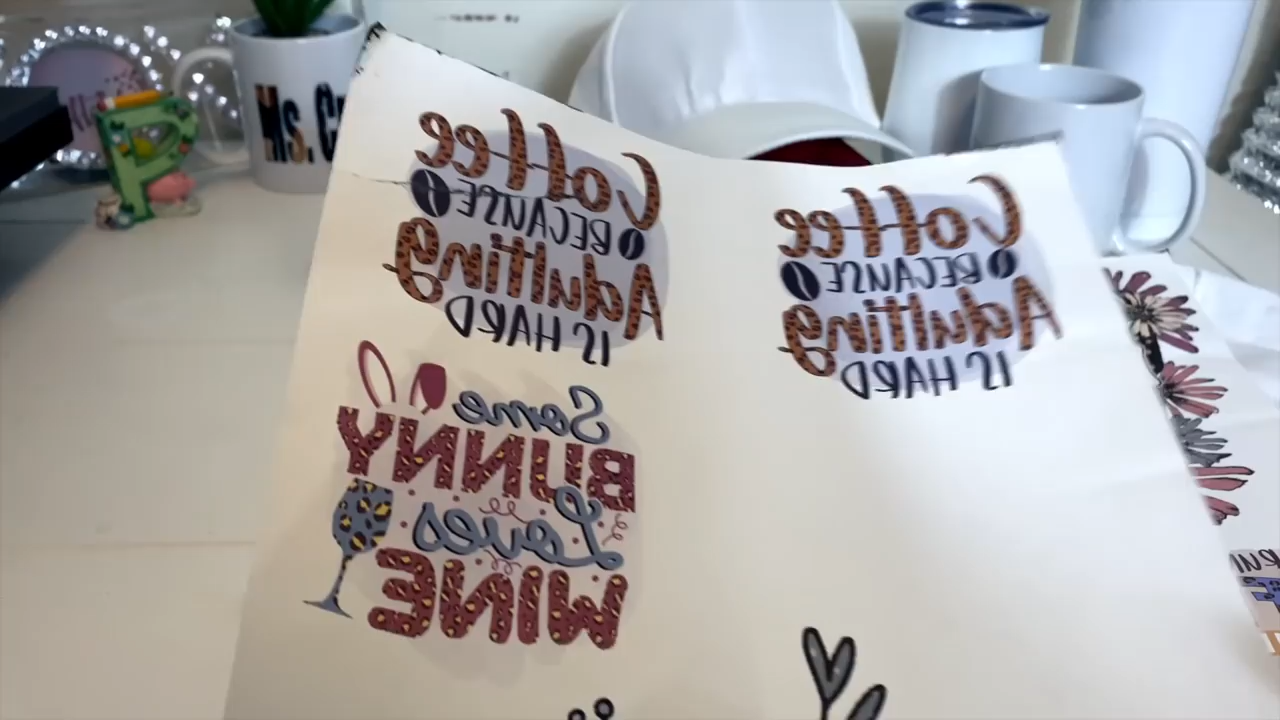 Ms. C
Coffee
BECAUSE
Adulting
IS HARD
Coffee
BECAUSE
Adulting
IS HARD
Some
BUNNY
Loves
WINE